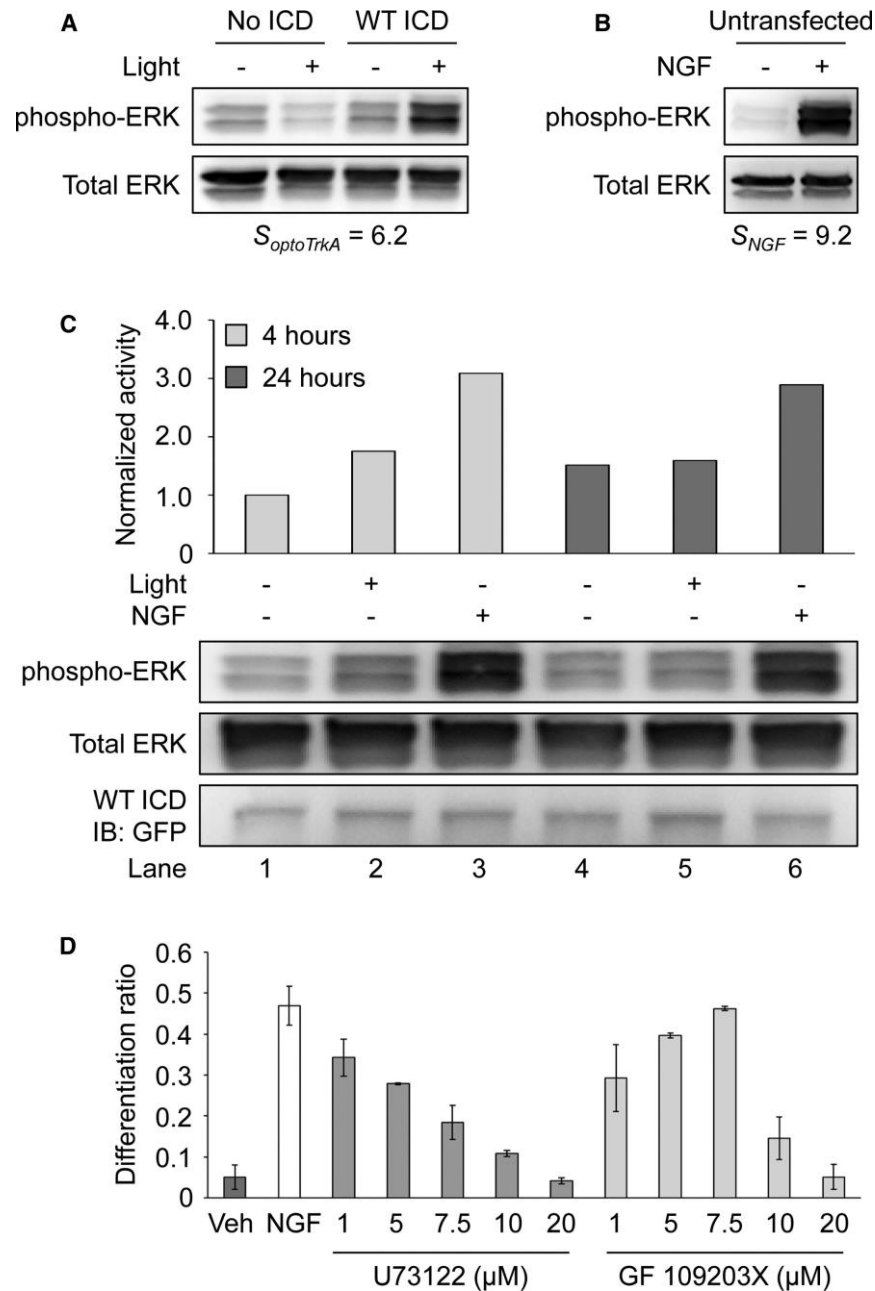 A
No ICD WT ICD
Light - + - +
phospho-ERK
Total ERK
S_optoTrkA = 6.2
B
Untransfected
NGF - +
phospho-ERK
Total ERK
S_NGF = 9.2
C
Normalized activity
4.0
3.0
2.0
1.0
0
4 hours
24 hours
Light - + - - + -
NGF - - + - - +
phospho-ERK
Total ERK
WT ICD
IB: GFP
Lane 1 2 3 4 5 6
D
Differentiation ratio
0.6
0.5
0.4
0.3
0.2
0.1
0
Veh NGF 1 5 7.5 10 20 1 5 7.5 10 20
U73122 (µM) GF 109203X (µM)